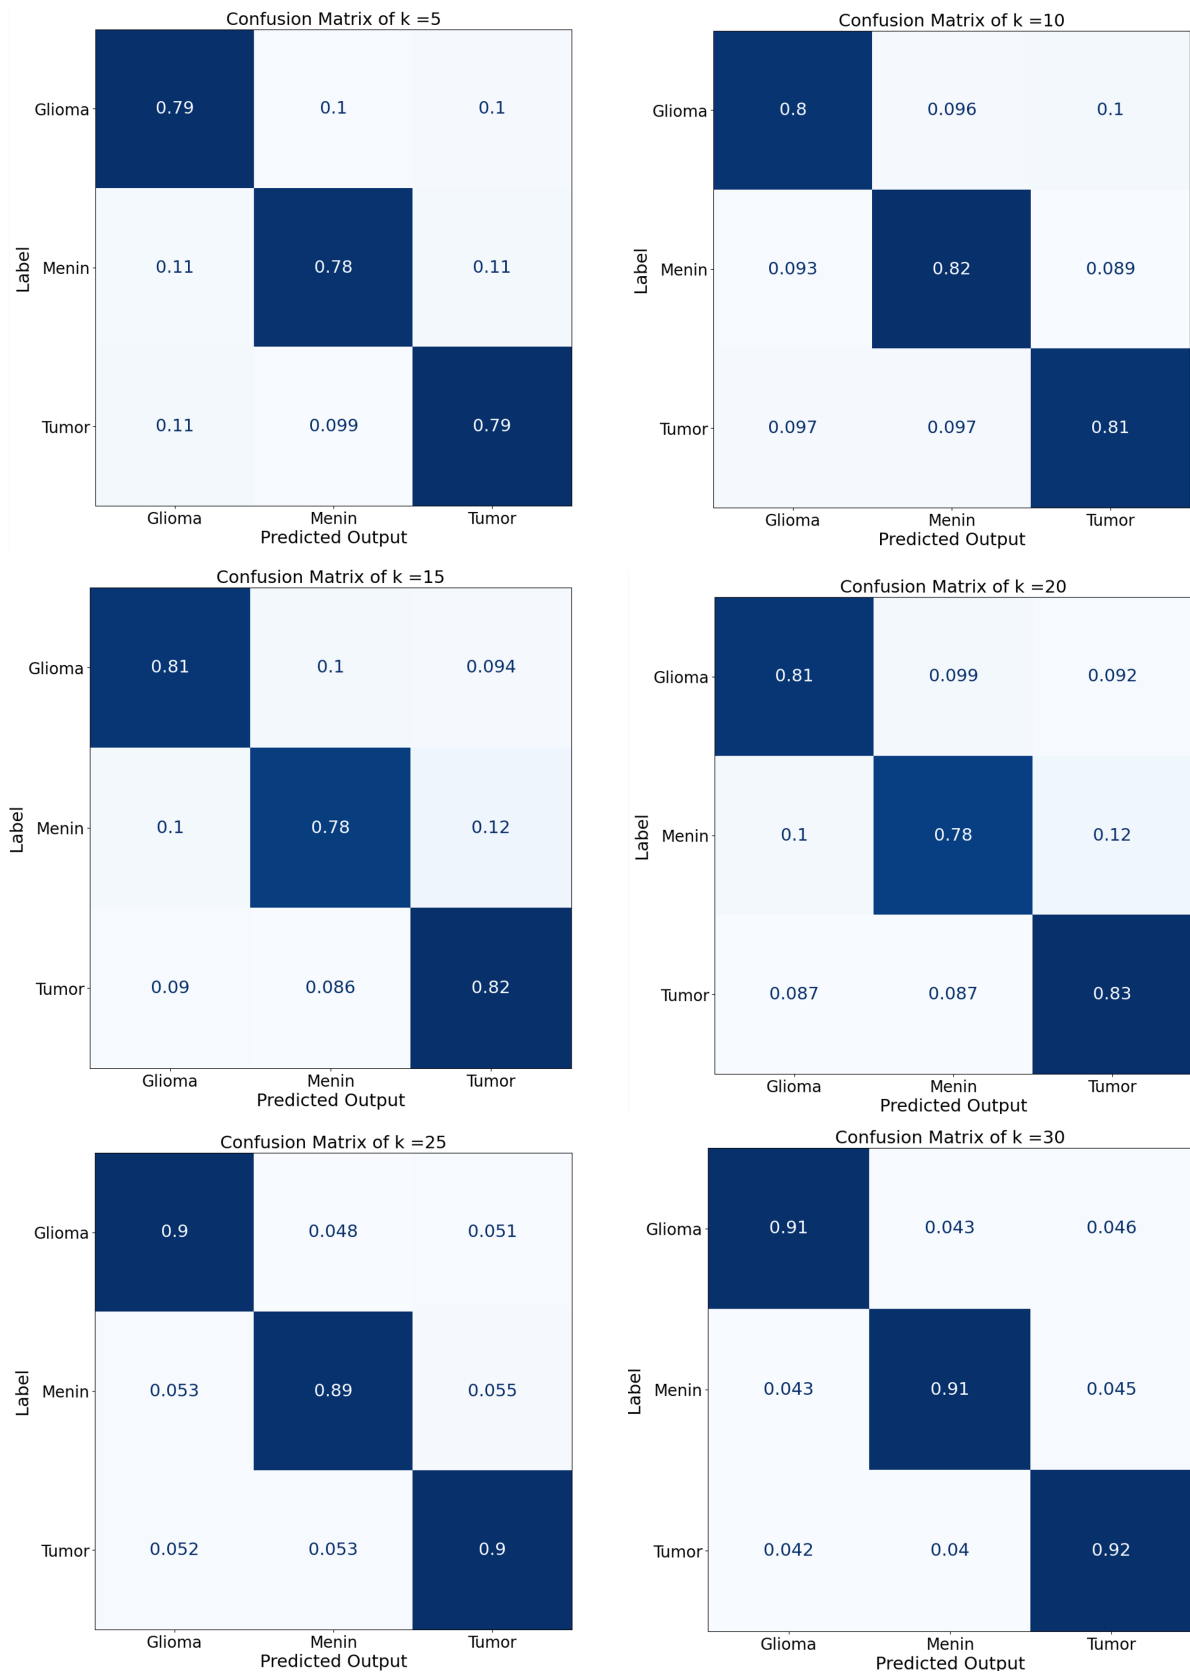 Confusion Matrix of k =5
Glioma 0.79 0.1 0.1
Label
Menin 0.11 0.78 0.11
Tumor 0.11 0.099 0.79
Glioma Menin Tumor
Predicted Output
Confusion Matrix of k =10
Glioma 0.8 0.096 0.1
Label
Menin 0.093 0.82 0.089
Tumor 0.097 0.097 0.81
Glioma Menin Tumor
Predicted Output
Confusion Matrix of k =15
Glioma 0.81 0.1 0.094
Label
Menin 0.1 0.78 0.12
Tumor 0.09 0.086 0.82
Glioma Menin Tumor
Predicted Output
Confusion Matrix of k =20
Glioma 0.81 0.099 0.092
Label
Menin 0.1 0.78 0.12
Tumor 0.087 0.087 0.83
Glioma Menin Tumor
Predicted Output
Confusion Matrix of k =25
Glioma 0.9 0.048 0.051
Label
Menin 0.053 0.89 0.055
Tumor 0.052 0.053 0.9
Glioma Menin Tumor
Predicted Output
Confusion Matrix of k =30
Glioma 0.91 0.043 0.046
Label
Menin 0.043 0.91 0.045
Tumor 0.042 0.04 0.92
Glioma Menin Tumor
Predicted Output